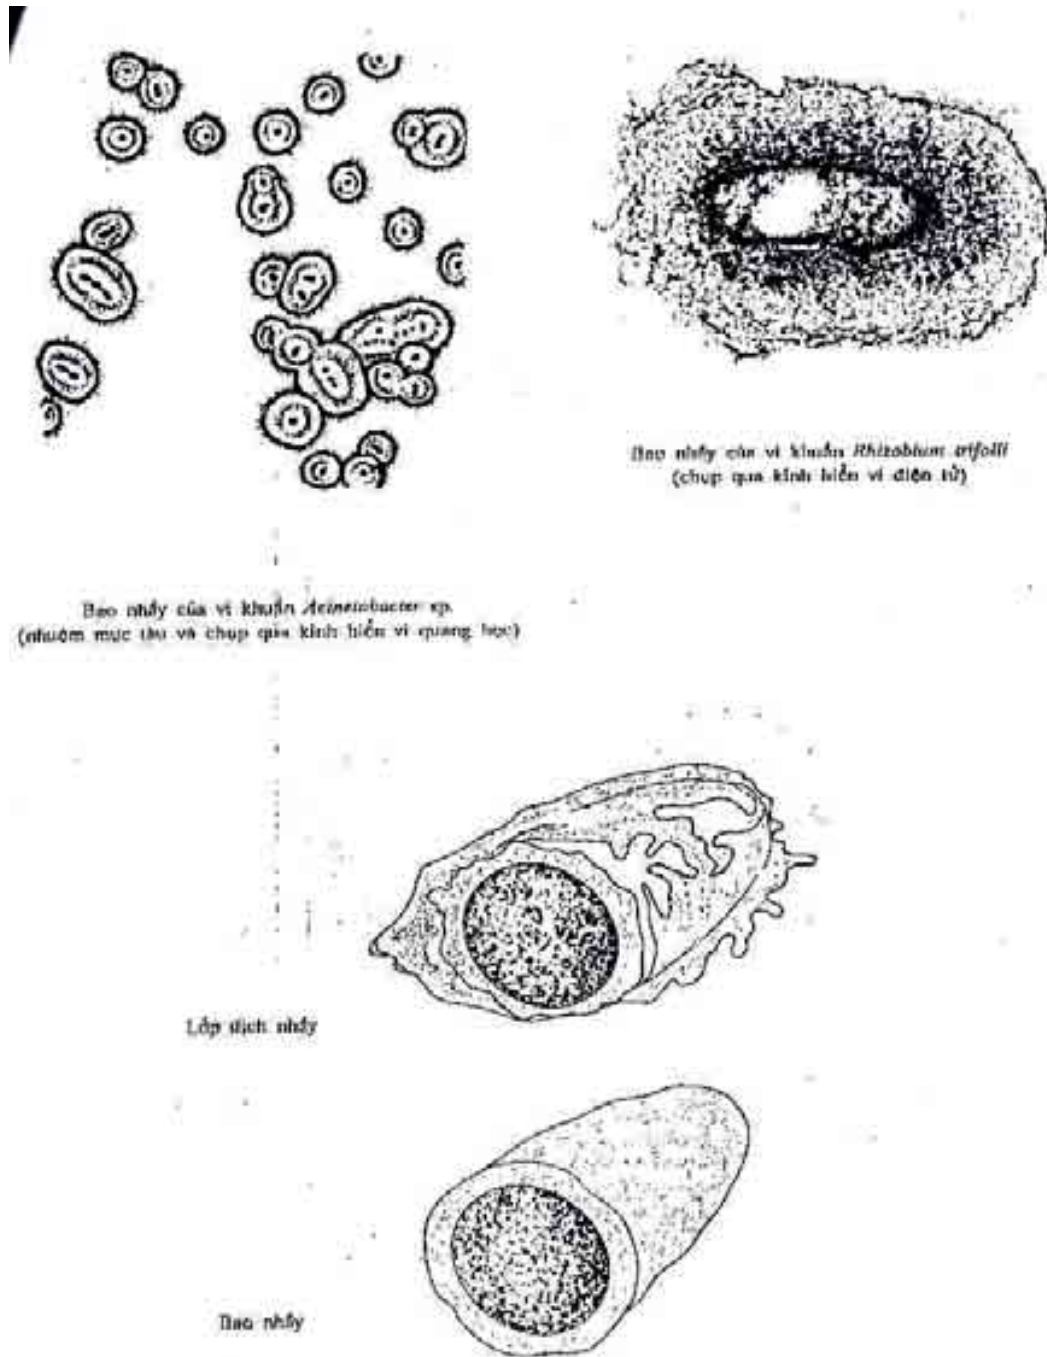 Bao nhầy của vi khuẩn Rhizobium trifolii
(chụp qua kính hiển vi điện tử)
Bao nhầy của vi khuẩn Acinetobacter sp.
(nhuộm mực tàu và chụp qua kính hiển vi quang học)
Lớp dịch nhầy
Bao nhầy